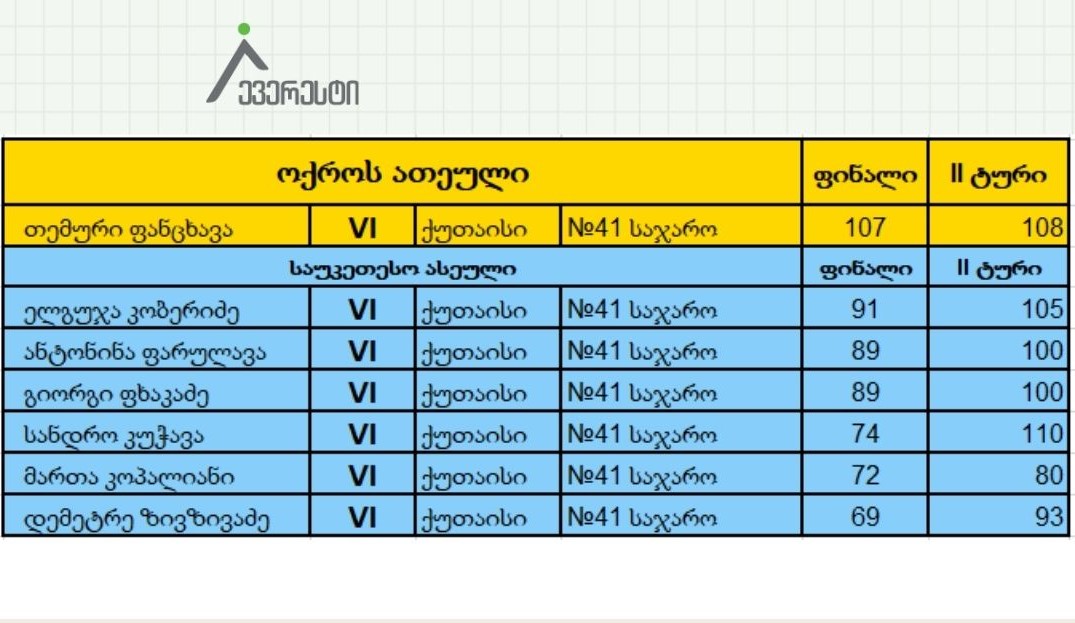 ევერესტი
ოქროს ათეული ფინალი II ტური
თემური ფანცხავა VI ქუთაისი №41 საჯარო 107 108
საუკეთესო ასეული ფინალი II ტური
ელგუჯა კობერიძე VI ქუთაისი №41 საჯარო 91 105
ანტონინა ფარულავა VI ქუთაისი №41 საჯარო 89 100
გიორგი ფხაკაძე VI ქუთაისი №41 საჯარო 89 100
სანდრო კუჭავა VI ქუთაისი №41 საჯარო 74 110
მართა კოპალიანი VI ქუთაისი №41 საჯარო 72 80
დემეტრე ზივზივაძე VI ქუთაისი №41 საჯარო 69 93